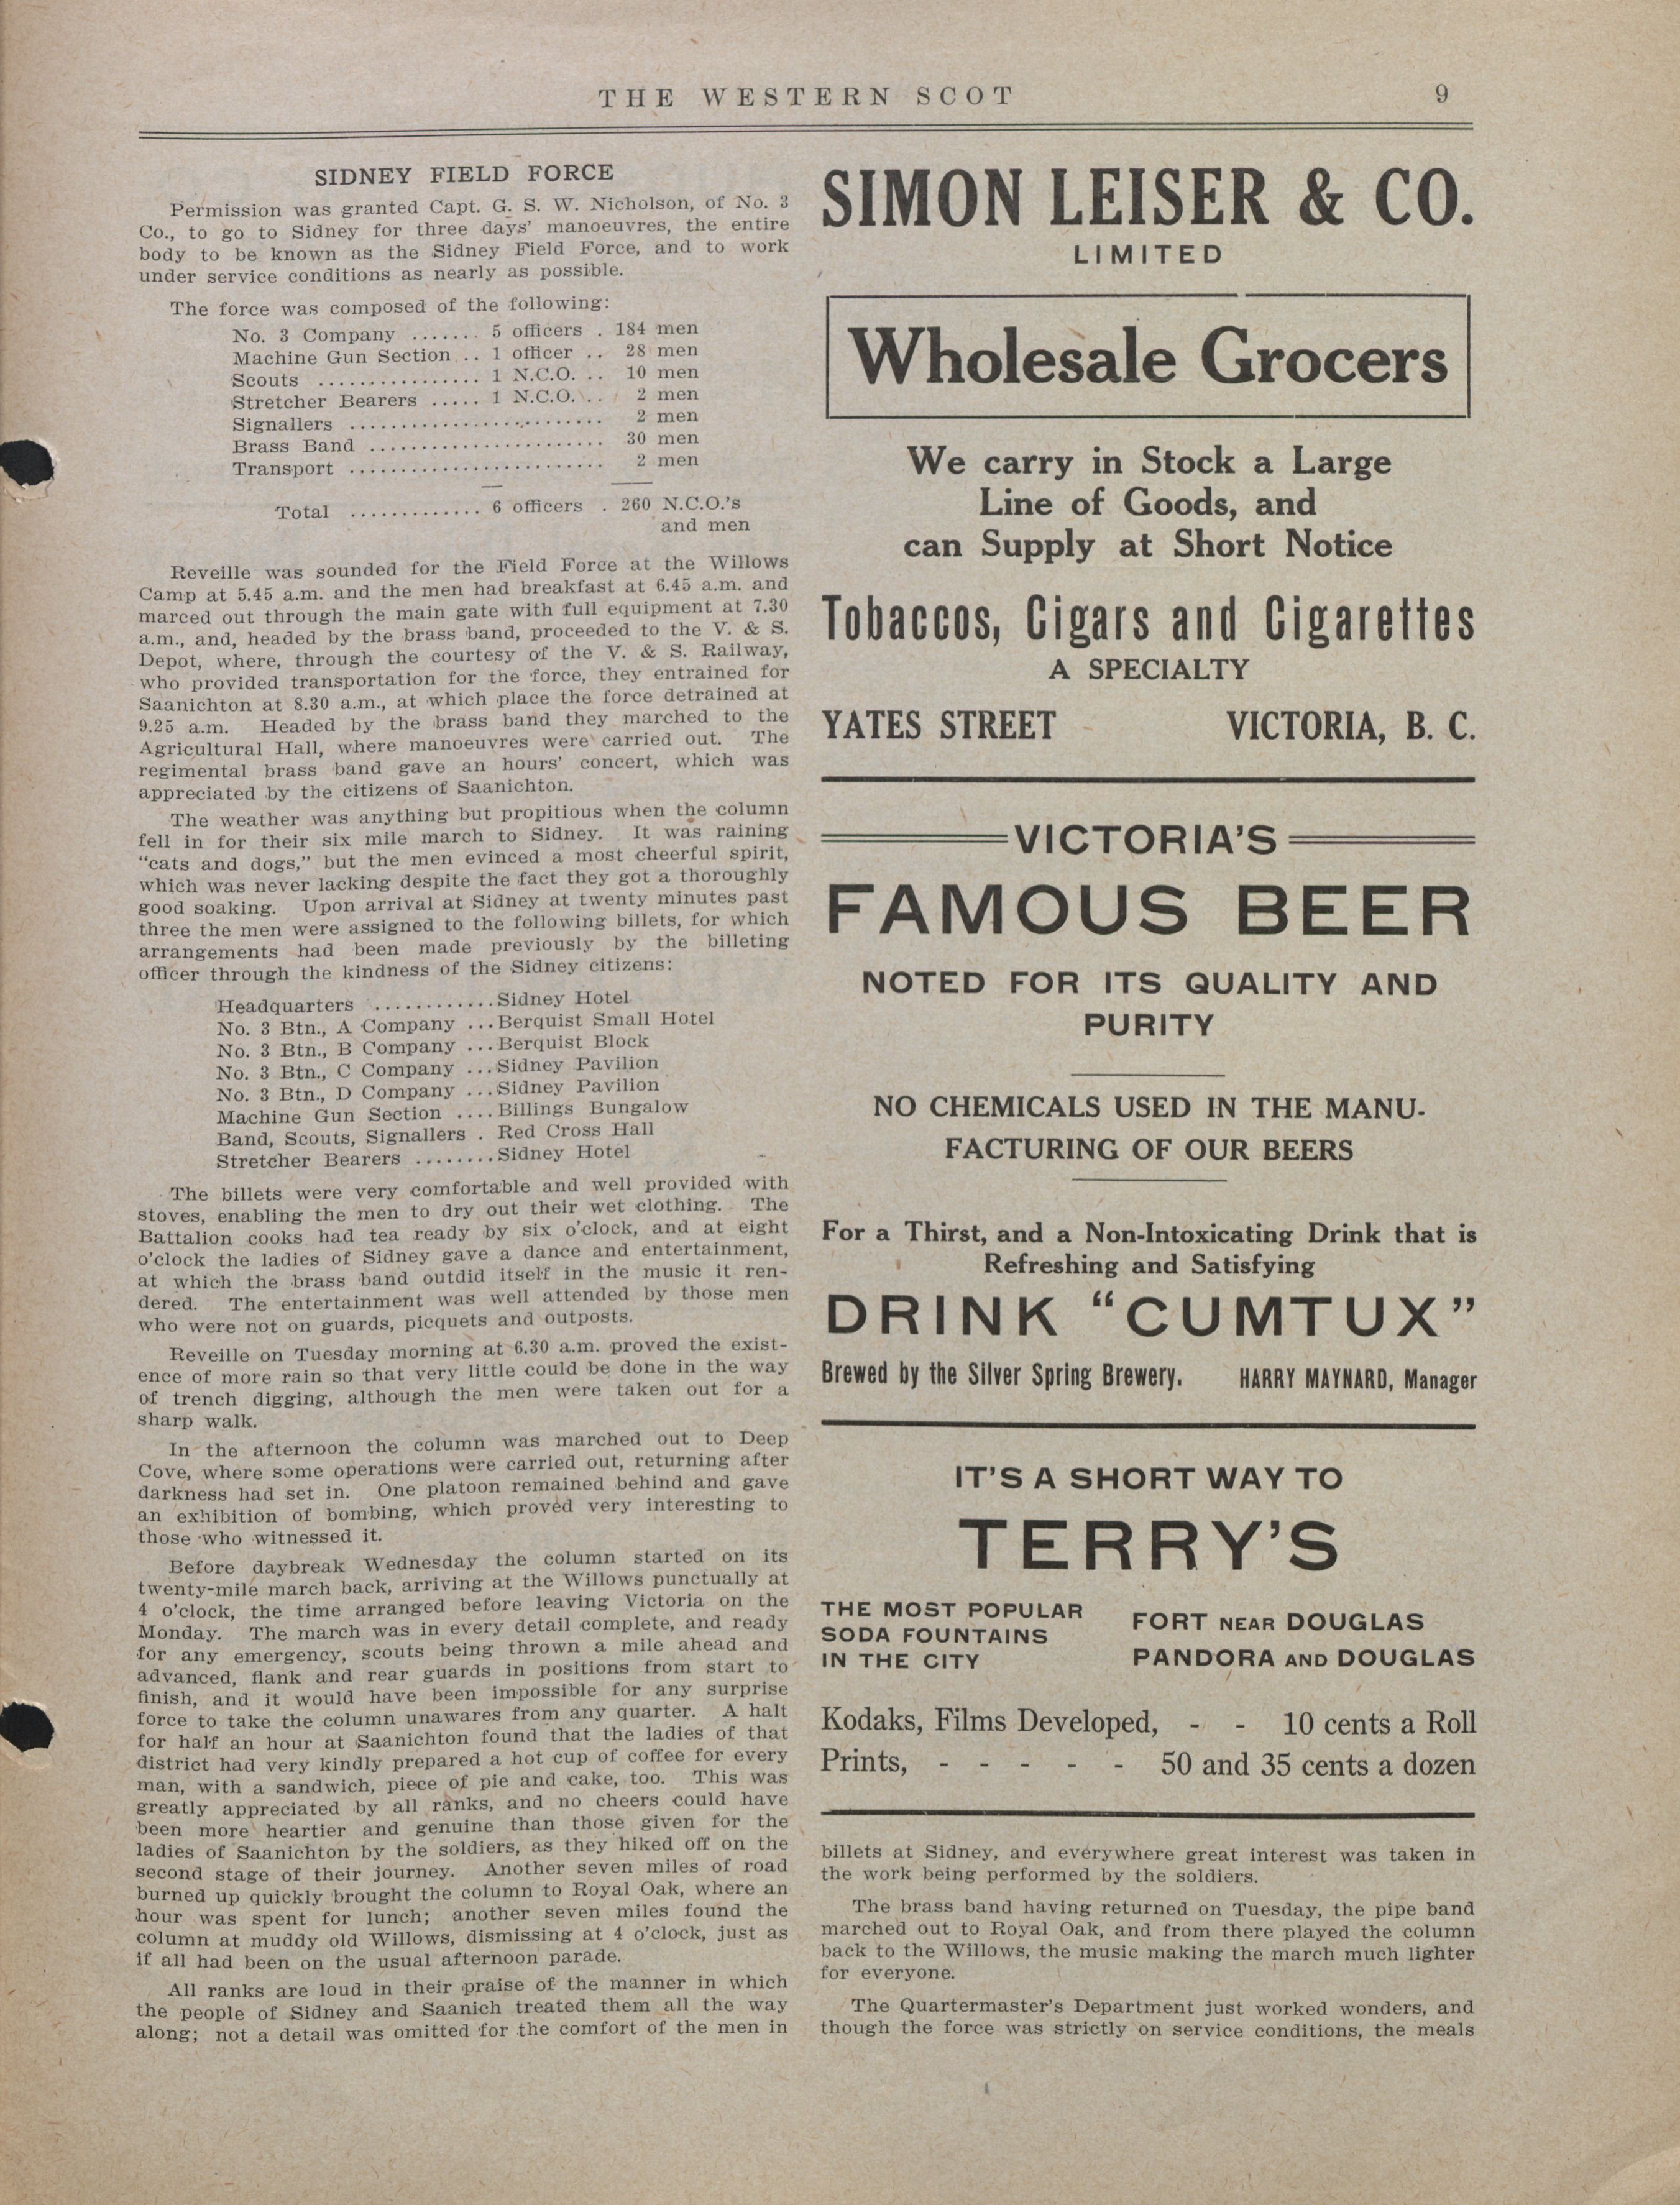 THE WESTERN SCOT
9
SIDNEY FIELD FORCE
Permission was granted Capt. G. S. W. Nicholson, of No. 3
Co., to go to Sidney for three days' manoeuvres, the entire
body to be known as the Sidney Field Force, and to work
under service conditions as nearly as possible.
The force was composed of the following:
No. 3 Company ....... 5 officers . 184 men
Machine Gun Section .. 1 officer .. 28 men
Scouts ................ 1 N.C.O. .. 10 men
Stretcher Bearers ..... 1 N.C.O. .. 2 men
Signallers ......................... 2 men
Brass Band ....................... 30 men
Transport ......................... 2 men
Total ............. 6 officers . 260 N.C.O.'s
and men
Reveille was sounded for the Field Force at the Willows
Camp at 5.45 a.m. and the men had breakfast at 6.45 a.m. and
marced out through the main gate with full equipment at 7.30
a.m., and, headed by the brass band, proceeded to the V. & S.
Depot, where, through the courtesy of the V. & S. Railway,
who provided transportation for the force, they entrained for
Saanichton at 8.30 a.m., at which place the force detrained at
9.25 a.m. Headed by the brass band they marched to the
Agricultural Hall, where manoeuvres were carried out. The
regimental brass band gave an hours' concert, which was
appreciated by the citizens of Saanichton.
The weather was anything but propitious when the column
fell in for their six mile march to Sidney. It was raining
"cats and dogs," but the men evinced a most cheerful spirit,
which was never lacking despite the fact they got a thoroughly
good soaking. Upon arrival at Sidney at twenty minutes past
three the men were assigned to the following billets, for which
arrangements had been made previously by the billeting
officer through the kindness of the Sidney citizens:
Headquarters ............ Sidney Hotel
No. 3 Btn., A Company ... Berquist Small Hotel
No. 3 Btn., B Company ... Berquist Block
No. 3 Btn., C Company ... Sidney Pavilion
No. 3 Btn., D Company ... Sidney Pavilion
Machine Gun Section .... Billings Bungalow
Band, Scouts, Signallers . Red Cross Hall
Stretcher Bearers ........ Sidney Hotel
The billets were very comfortable and well provided with
stoves, enabling the men to dry out their wet clothing. The
Battalion cooks had tea ready by six o'clock, and at eight
o'clock the ladies of Sidney gave a dance and entertainment,
at which the brass band outdid itself in the music it ren-
dered. The entertainment was well attended by those men
who were not on guards, picquets and outposts.
Reveille on Tuesday morning at 6.30 a.m. proved the exist-
ence of more rain so that very little could be done in the way
of trench digging, although the men were taken out for a
sharp walk.
In the afternoon the column was marched out to Deep
Cove, where some operations were carried out, returning after
darkness had set in. One platoon remained behind and gave
an exhibition of bombing, which proved very interesting to
those who witnessed it.
Before daybreak Wednesday the column started on its
twenty-mile march back, arriving at the Willows punctually at
4 o'clock, the time arranged before leaving Victoria on the
Monday. The march was in every detail complete, and ready
for any emergency, scouts being thrown a mile ahead and
advanced, flank and rear guards in positions from start to
finish, and it would have been impossible for any surprise
force to take the column unawares from any quarter. A halt
for half an hour at Saanichton found that the ladies of that
district had very kindly prepared a hot cup of coffee for every
man, with a sandwich, piece of pie and cake, too. This was
greatly appreciated by all ranks, and no cheers could have
been more heartier and genuine than those given for the
ladies of Saanichton by the soldiers, as they hiked off on the
second stage of their journey. Another seven miles of road
burned up quickly brought the column to Royal Oak, where an
hour was spent for lunch; another seven miles found the
column at muddy old Willows, dismissing at 4 o'clock, just as
if all had been on the usual afternoon parade.
All ranks are loud in their praise of the manner in which
the people of Sidney and Saanich treated them all the way
along; not a detail was omitted for the comfort of the men in
SIMON LEISER & CO.
LIMITED
Wholesale Grocers
We carry in Stock a Large
Line of Goods, and
can Supply at Short Notice
Tobaccos, Cigars and Cigarettes
A SPECIALTY
YATES STREET VICTORIA, B. C.
VICTORIA'S
FAMOUS BEER
NOTED FOR ITS QUALITY AND
PURITY
NO CHEMICALS USED IN THE MANU-
FACTURING OF OUR BEERS
For a Thirst, and a Non-Intoxicating Drink that is
Refreshing and Satisfying
DRINK "CUMTUX"
Brewed by the Silver Spring Brewery. HARRY MAYNARD, Manager
IT'S A SHORT WAY TO
TERRY'S
THE MOST POPULAR
SODA FOUNTAINS
IN THE CITY
FORT NEAR DOUGLAS
PANDORA AND DOUGLAS
Kodaks, Films Developed, - - 10 cents a Roll
Prints, - - - - - 50 and 35 cents a dozen
billets at Sidney, and everywhere great interest was taken in
the work being performed by the soldiers.
The brass band having returned on Tuesday, the pipe band
marched out to Royal Oak, and from there played the column
back to the Willows, the music making the march much lighter
for everyone.
The Quartermaster's Department just worked wonders, and
though the force was strictly on service conditions, the meals